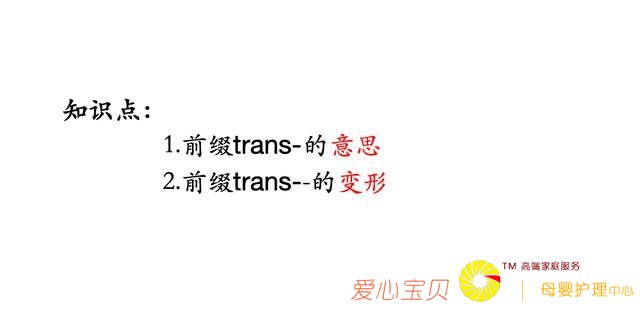 知识点：
1.前缀trans-的意思
2.前缀trans--的变形
TM 高端家庭服务
爱心宝贝
母婴护理中心